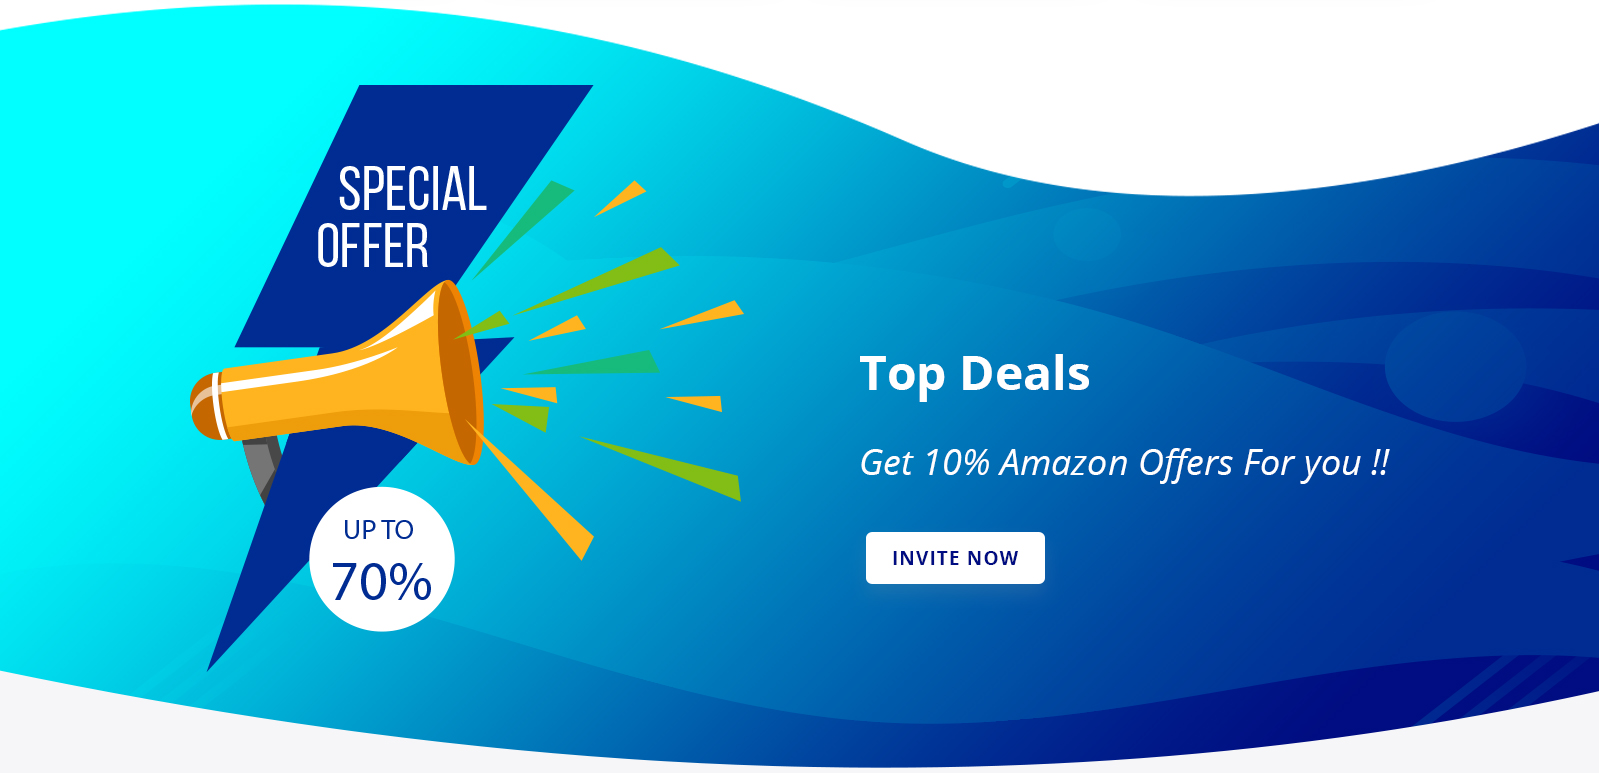 SPECIAL
OFFER
UP TO
70%
Top Deals
Get 10% Amazon Offers For you !!
INVITE NOW